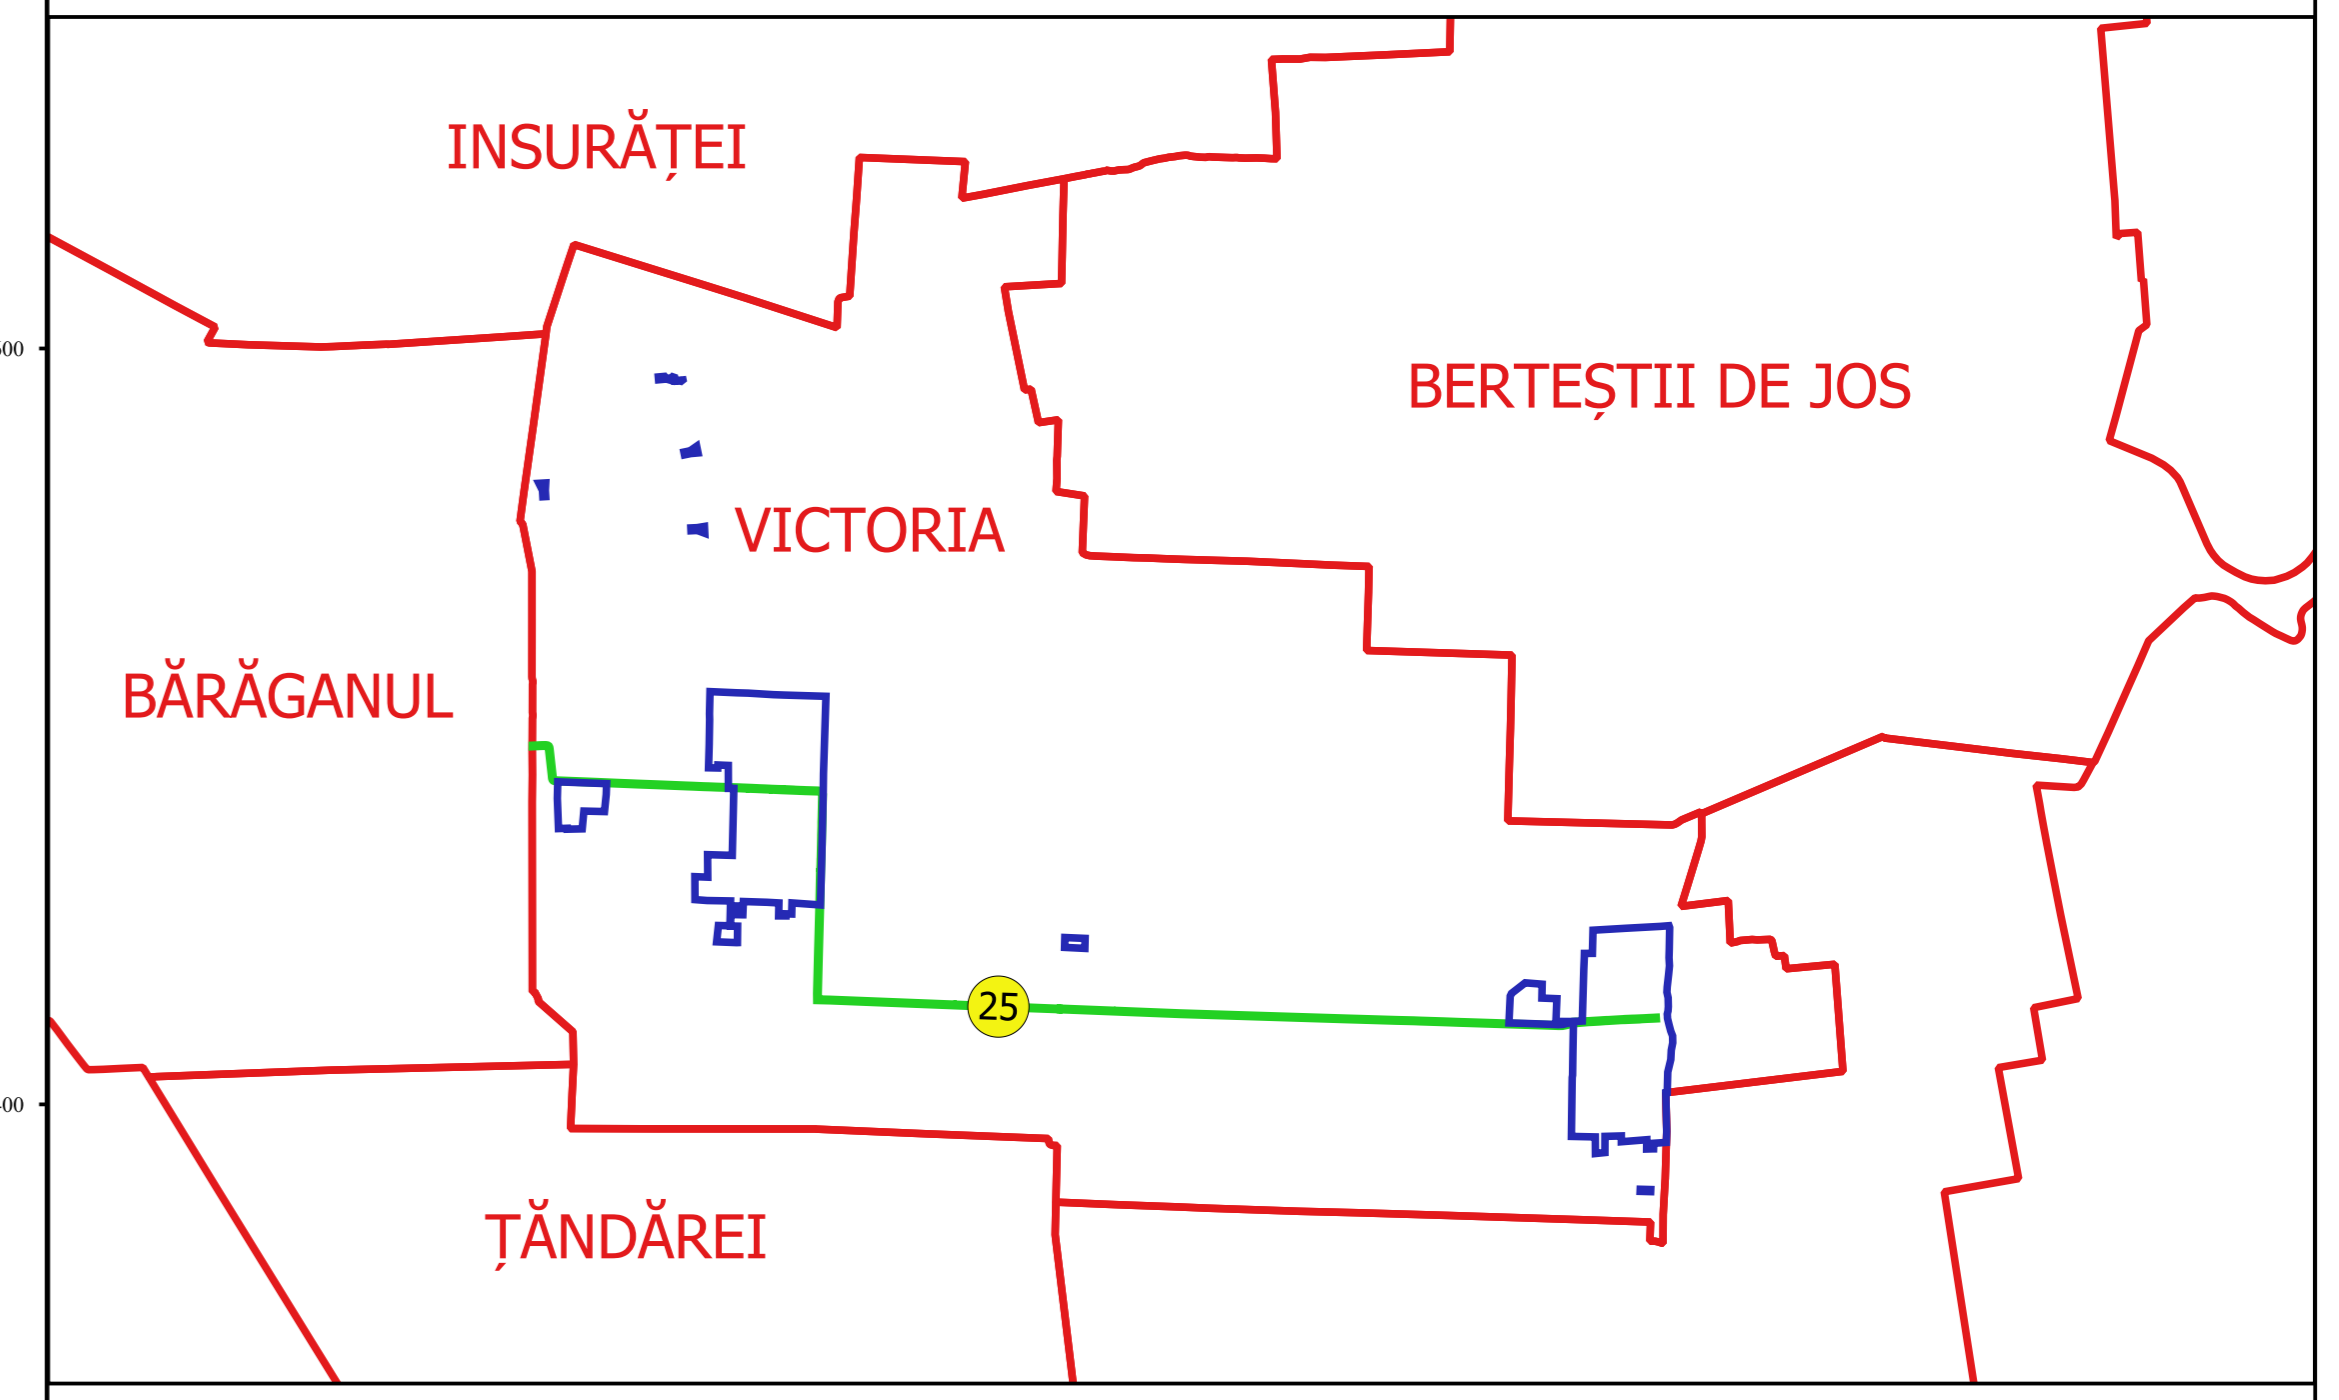 INSURĂȚEI
BERTEȘTII DE JOS
VICTORIA
BĂRĂGANUL
25
ȚĂNDĂREI